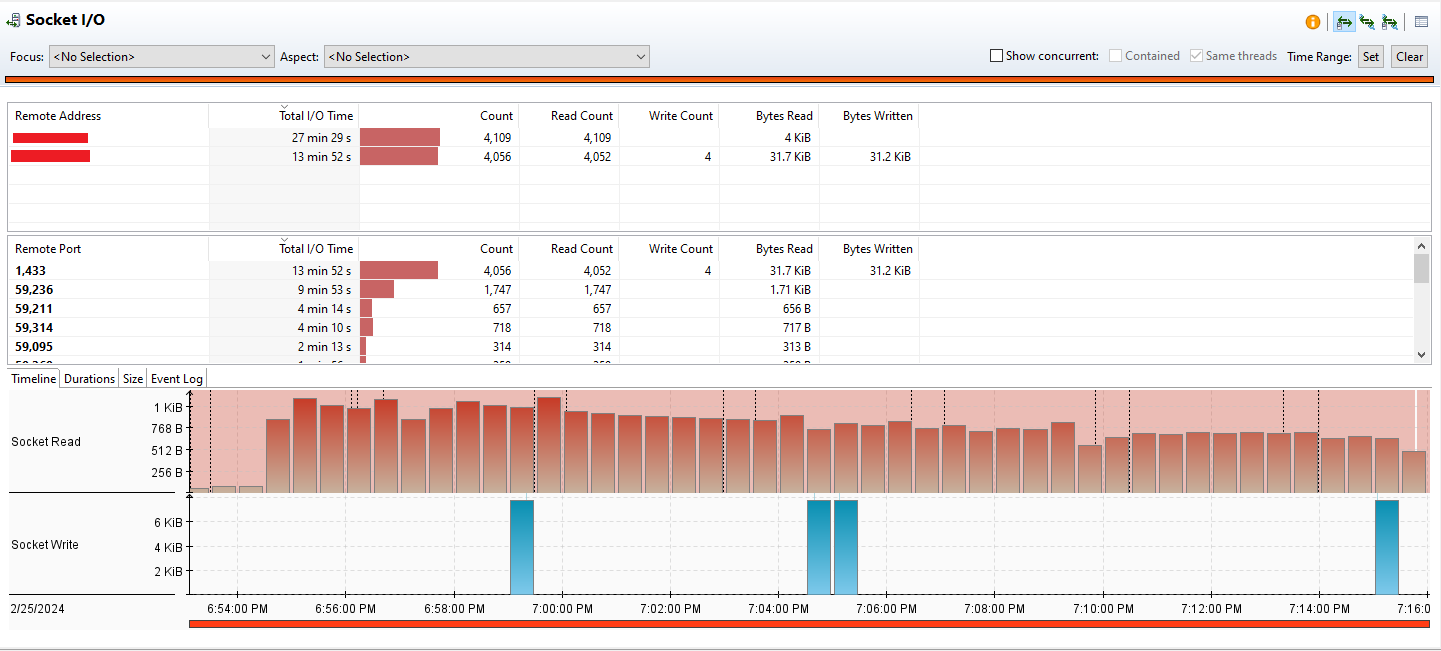 Socket I/O
Focus: <No Selection> Aspect: <No Selection> Show concurrent: Contained Same threads Time Range: Set Clear
Remote Address Total I/O Time Count Read Count Write Count Bytes Read Bytes Written
27 min 29 s 4,109 4,109 4 KiB
13 min 52 s 4,056 4,052 4 31.7 KiB 31.2 KiB
Remote Port Total I/O Time Count Read Count Write Count Bytes Read Bytes Written
1,433 13 min 52 s 4,056 4,052 4 31.7 KiB 31.2 KiB
59,236 9 min 53 s 1,747 1,747 1.71 KiB
59,211 4 min 14 s 657 657 656 B
59,314 4 min 10 s 718 718 717 B
59,095 2 min 13 s 314 314 313 B
Timeline Durations Size Event Log
1 KiB
768 B
Socket Read
512 B
256 B
6 KiB
Socket Write
4 KiB
2 KiB
2/25/2024 6:54:00 PM 6:56:00 PM 6:58:00 PM 7:00:00 PM 7:02:00 PM 7:04:00 PM 7:06:00 PM 7:08:00 PM 7:10:00 PM 7:12:00 PM 7:14:00 PM 7:16:0